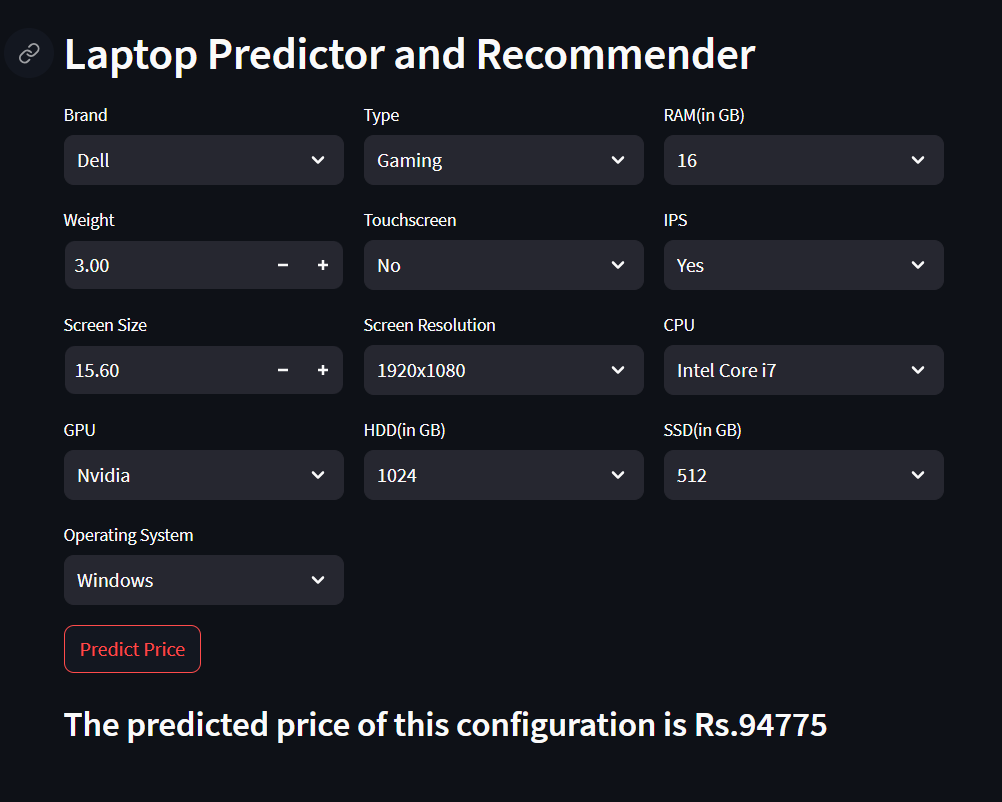 Laptop Predictor and Recommender
Brand Type RAM(in GB)
Dell Gaming 16
Weight Touchscreen IPS
3.00 No Yes
Screen Size Screen Resolution CPU
15.60 1920x1080 Intel Core i7
GPU HDD(in GB) SSD(in GB)
Nvidia 1024 512
Operating System
Windows
Predict Price
The predicted price of this configuration is Rs.94775